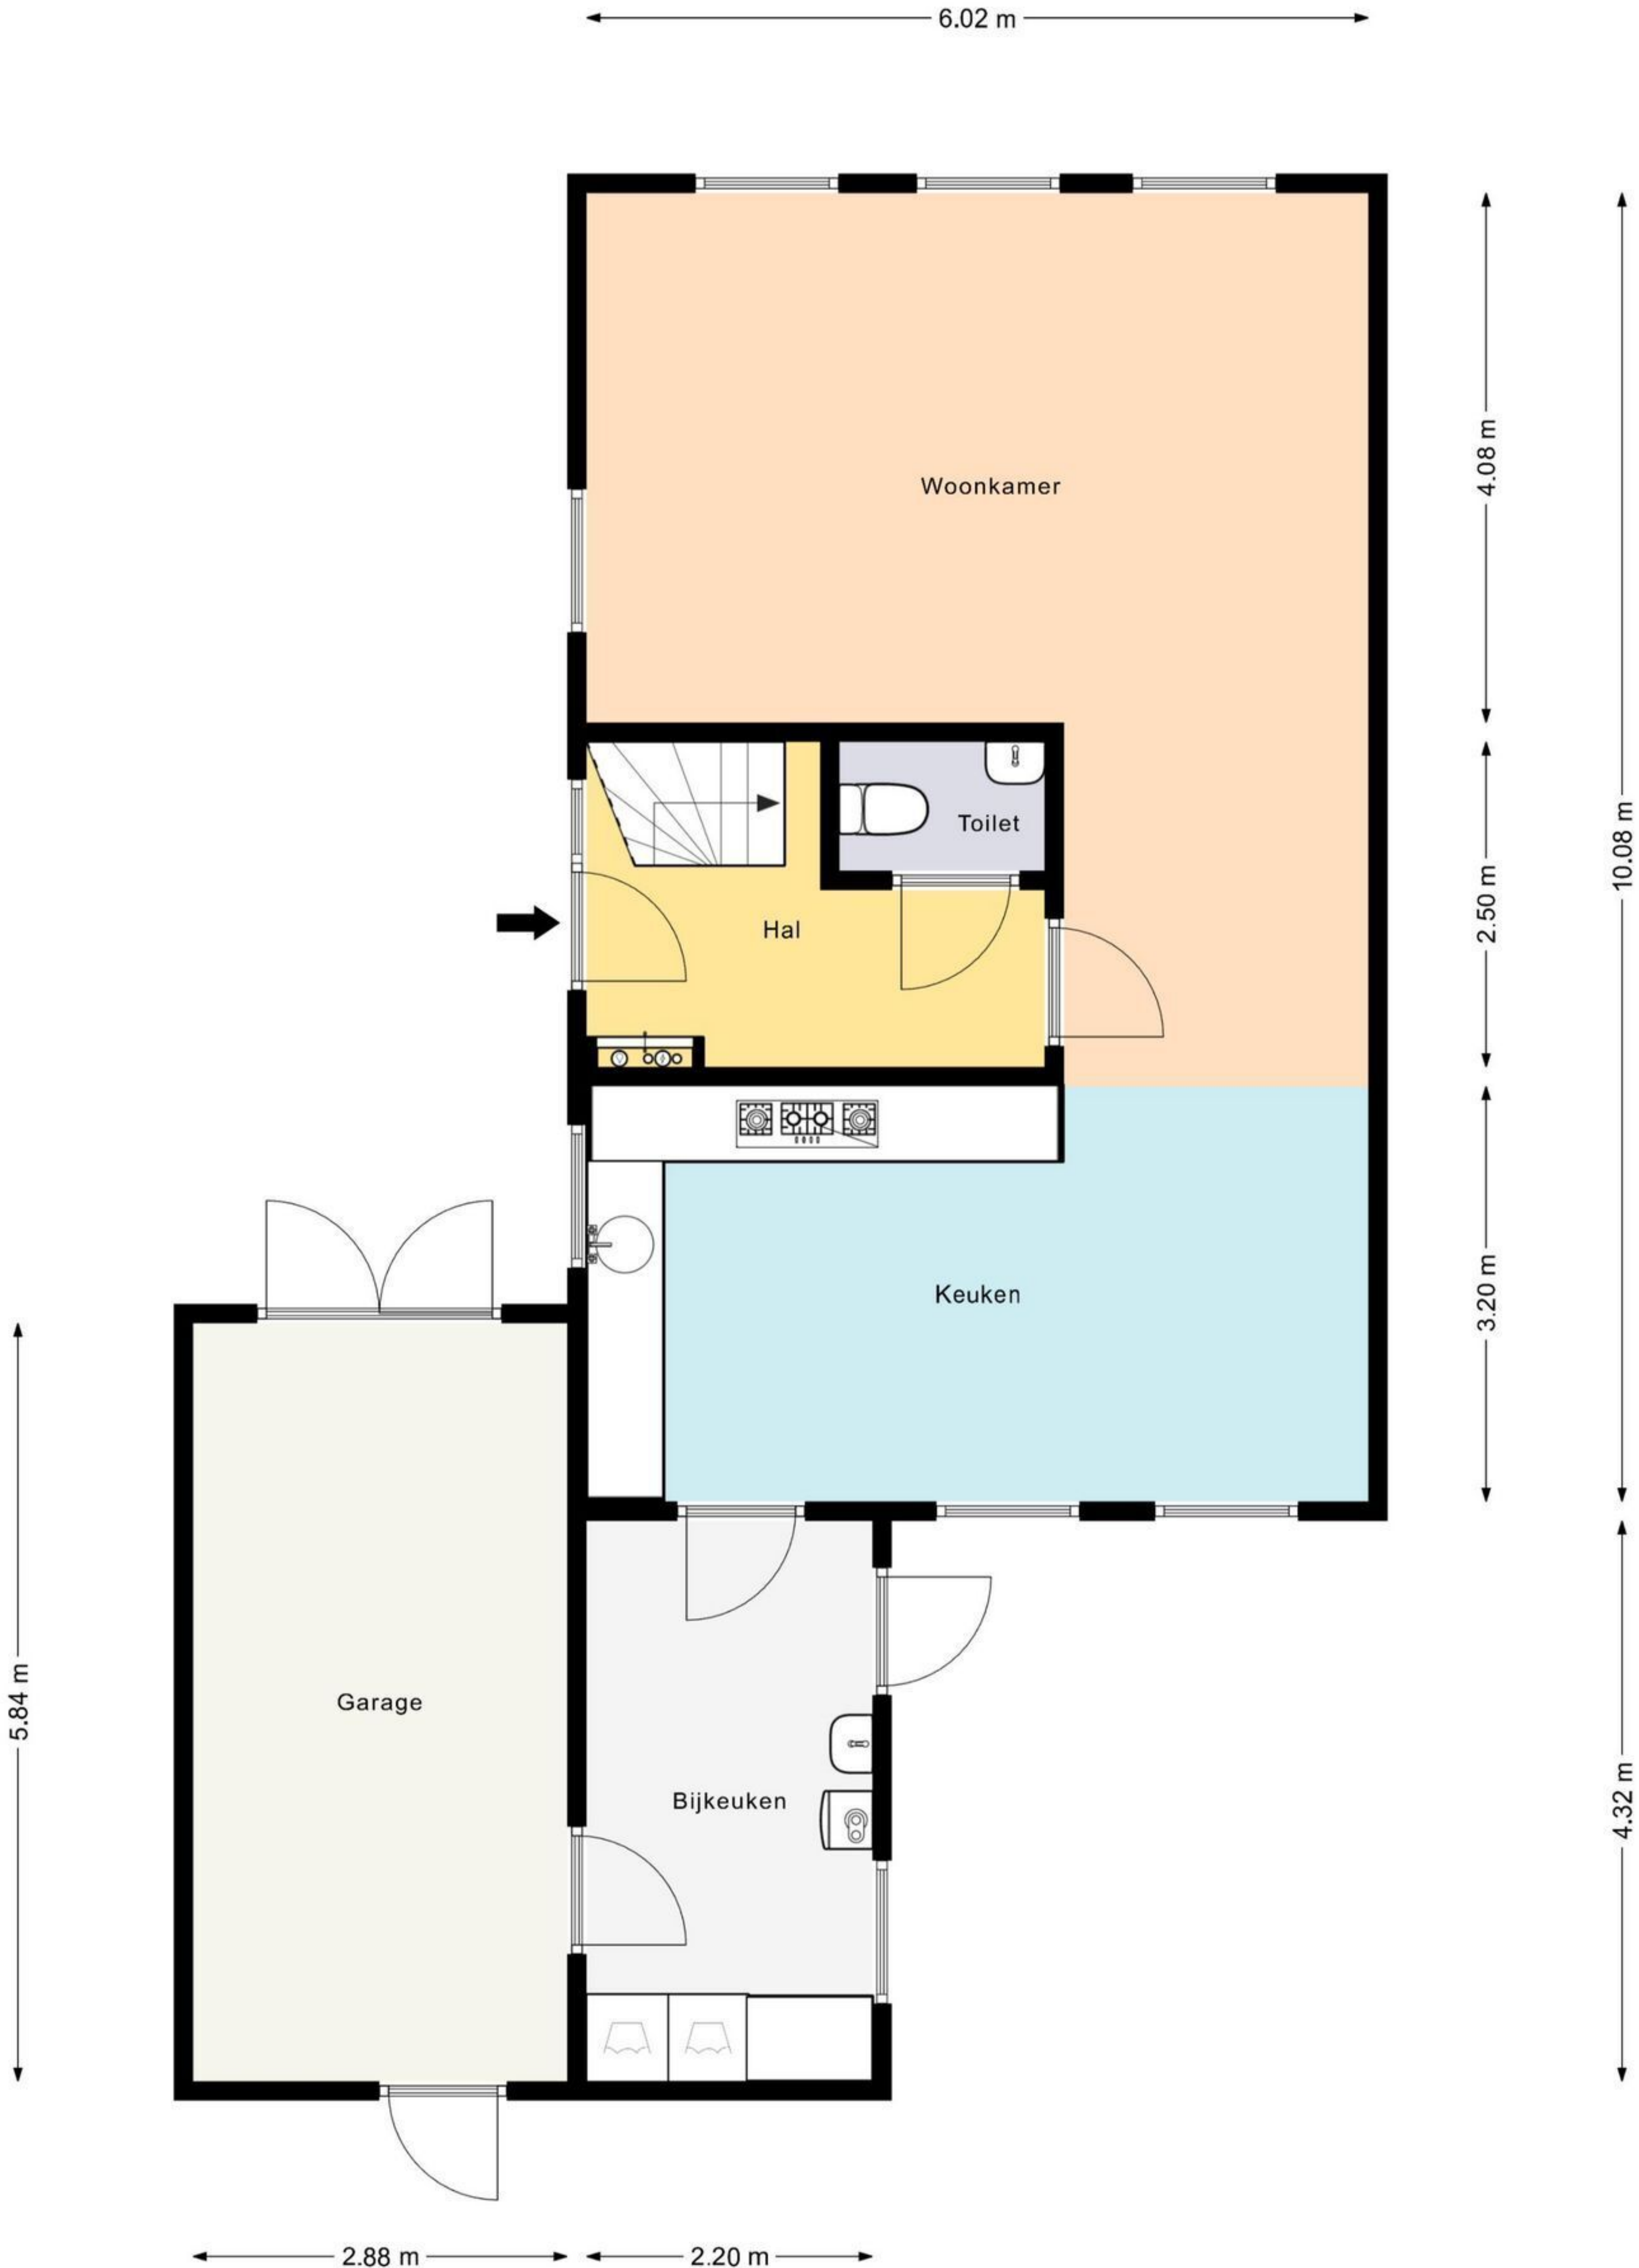 6.02 m
Woonkamer
4.08 m
Toilet
10.08 m
2.50 m
Hal
Keuken
3.20 m
Garage
5.84 m
Bijkeuken
4.32 m
2.88 m
2.20 m